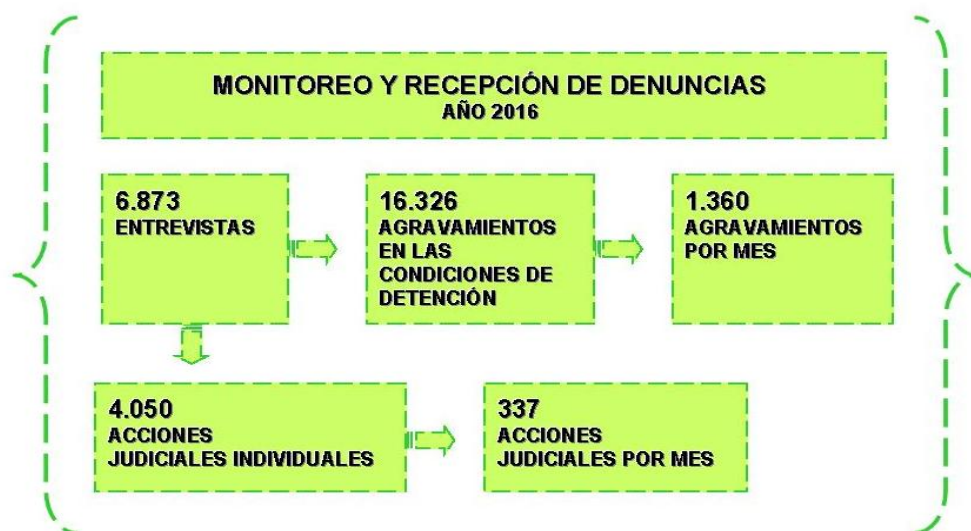 MONITOREO Y RECEPCIÓN DE DENUNCIAS
AÑO 2016
6.873
ENTREVISTAS
16.326
AGRAVAMIENTOS
EN LAS
CONDICIONES DE
DETENCIÓN
1.360
AGRAVAMIENTOS
POR MES
4.050
ACCIONES
JUDICIALES INDIVIDUALES
337
ACCIONES
JUDICIALES POR MES